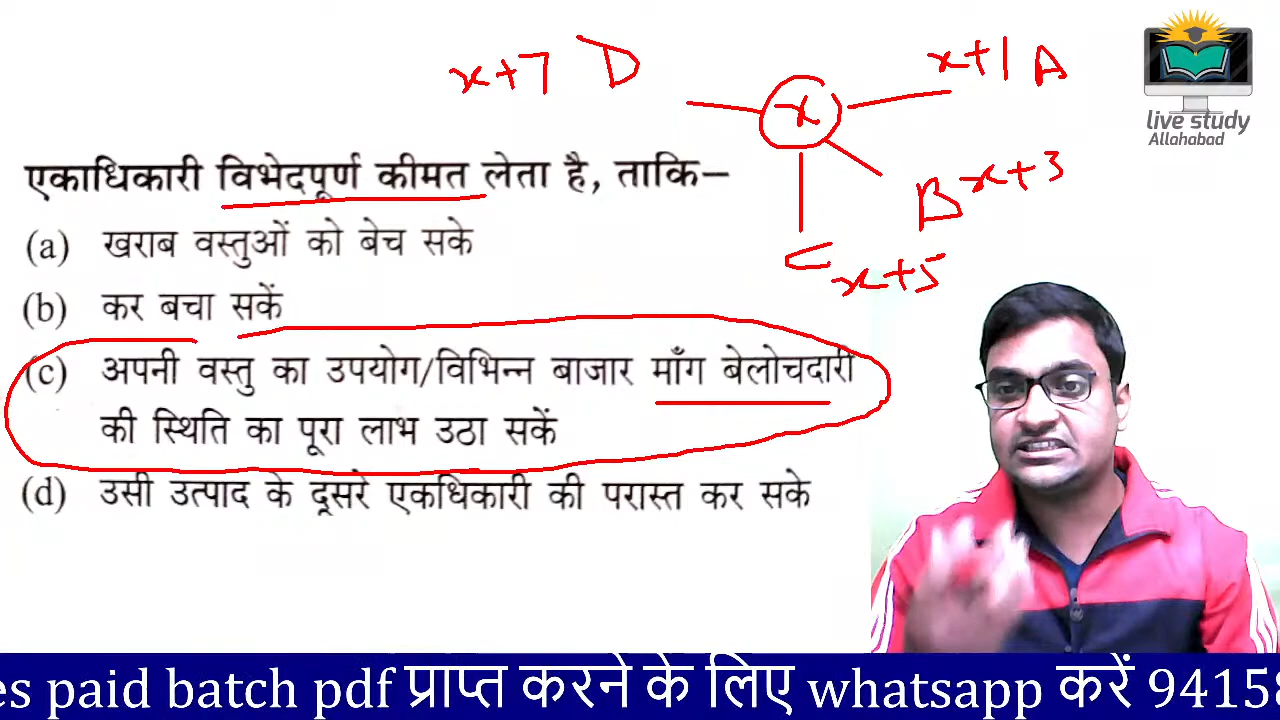 x+7 D
x
x+1 A
B x+3
C x+5
live study
Allahabad
एकाधिकारी विभेदपूर्ण कीमत लेता है, ताकि–
(a) खराब वस्तुओं को बेच सके
(b) कर बचा सकें
(c) अपनी वस्तु का उपयोग/विभिन्न बाजार माँग बेलोचदारी
की स्थिति का पूरा लाभ उठा सकें
(d) उसी उत्पाद के दूसरे एकधिकारी की परास्त कर सके
es paid batch pdf प्राप्त करने के लिए whatsapp करें 9415